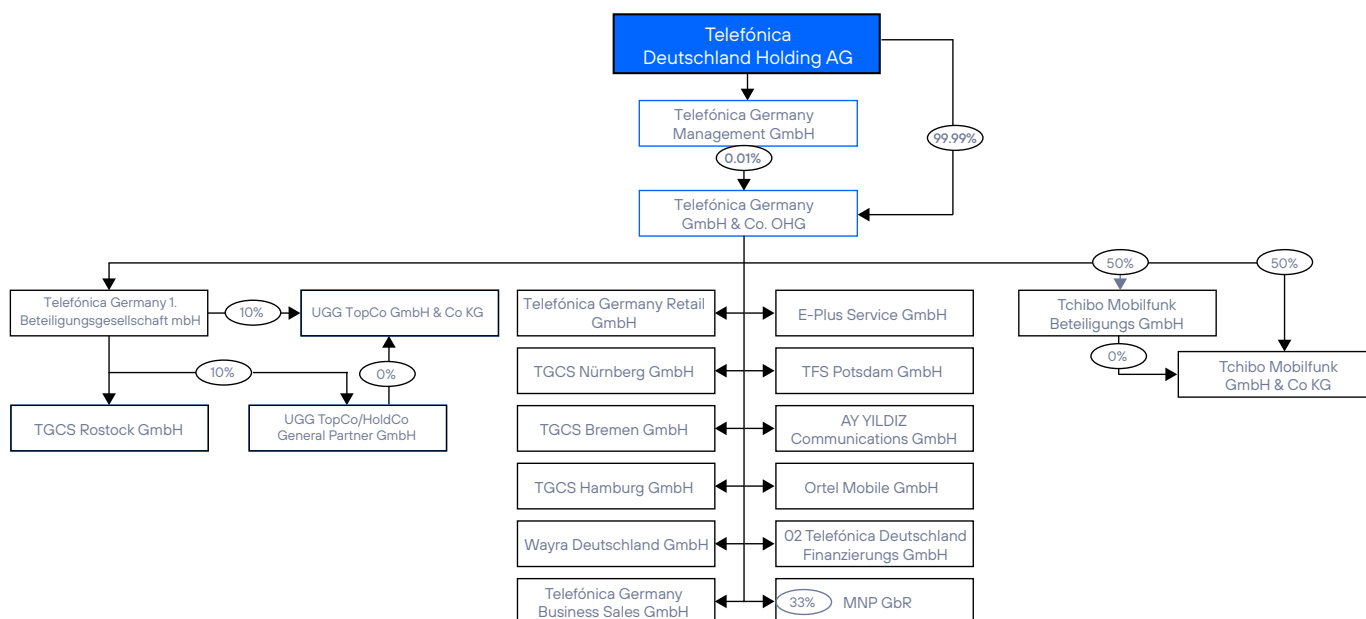 Telefónica
Deutschland Holding AG
Telefónica Germany
Management GmbH
99.99%
0.01%
Telefónica Germany
GmbH & Co. OHG
50%
50%
Telefónica Germany 1.
Beteiligungsgesellschaft mbH
10%
UGG TopCo GmbH & Co KG
Telefónica Germany Retail
GmbH
E-Plus Service GmbH
Tchibo Mobilfunk
Beteiligungs GmbH
0%
Tchibo Mobilfunk
GmbH & Co KG
10%
0%
TGCS Nürnberg GmbH
TFS Potsdam GmbH
TGCS Rostock GmbH
UGG TopCo/HoldCo
General Partner GmbH
TGCS Bremen GmbH
AY YILDIZ
Communications GmbH
TGCS Hamburg GmbH
Ortel Mobile GmbH
Wayra Deutschland GmbH
02 Telefónica Deutschland
Finanzierungs GmbH
Telefónica Germany
Business Sales GmbH
33%
MNP GbR